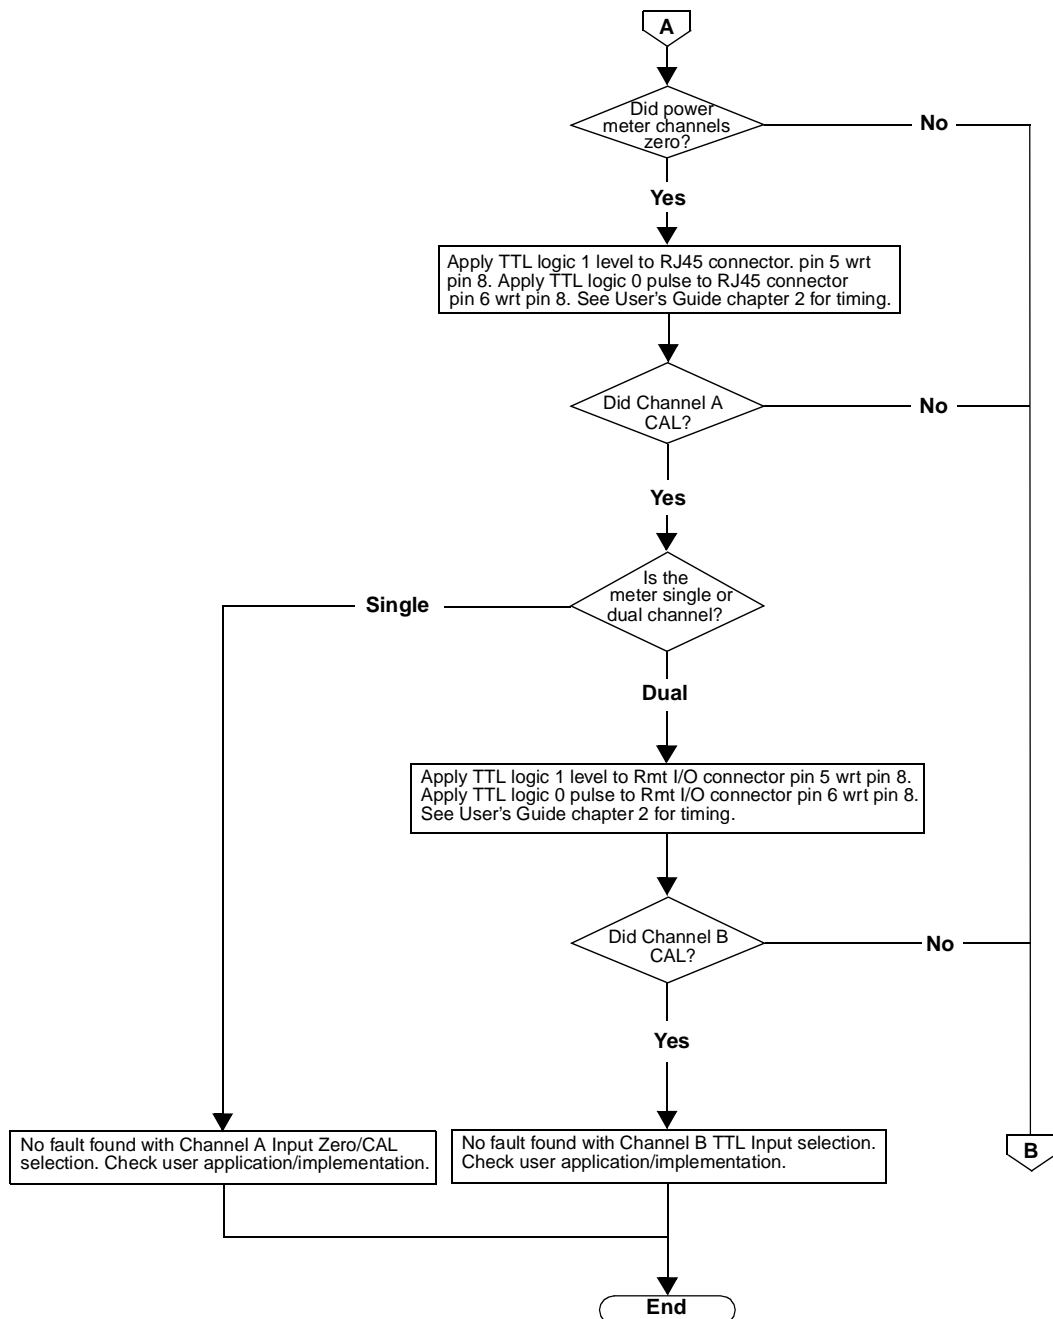 A
Did power
meter channels
zero?
No
Yes
Apply TTL logic 1 level to RJ45 connector. pin 5 wrt
pin 8. Apply TTL logic 0 pulse to RJ45 connector
pin 6 wrt pin 8. See User's Guide chapter 2 for timing.
Did Channel A
CAL?
No
Yes
Is the
meter single or
dual channel?
Single
Dual
Apply TTL logic 1 level to Rmt I/O connector pin 5 wrt pin 8.
Apply TTL logic 0 pulse to Rmt I/O connector pin 6 wrt pin 8.
See User's Guide chapter 2 for timing.
Did Channel B
CAL?
No
Yes
No fault found with Channel A Input Zero/CAL
selection. Check user application/implementation.
No fault found with Channel B TTL Input selection.
Check user application/implementation.
B
End